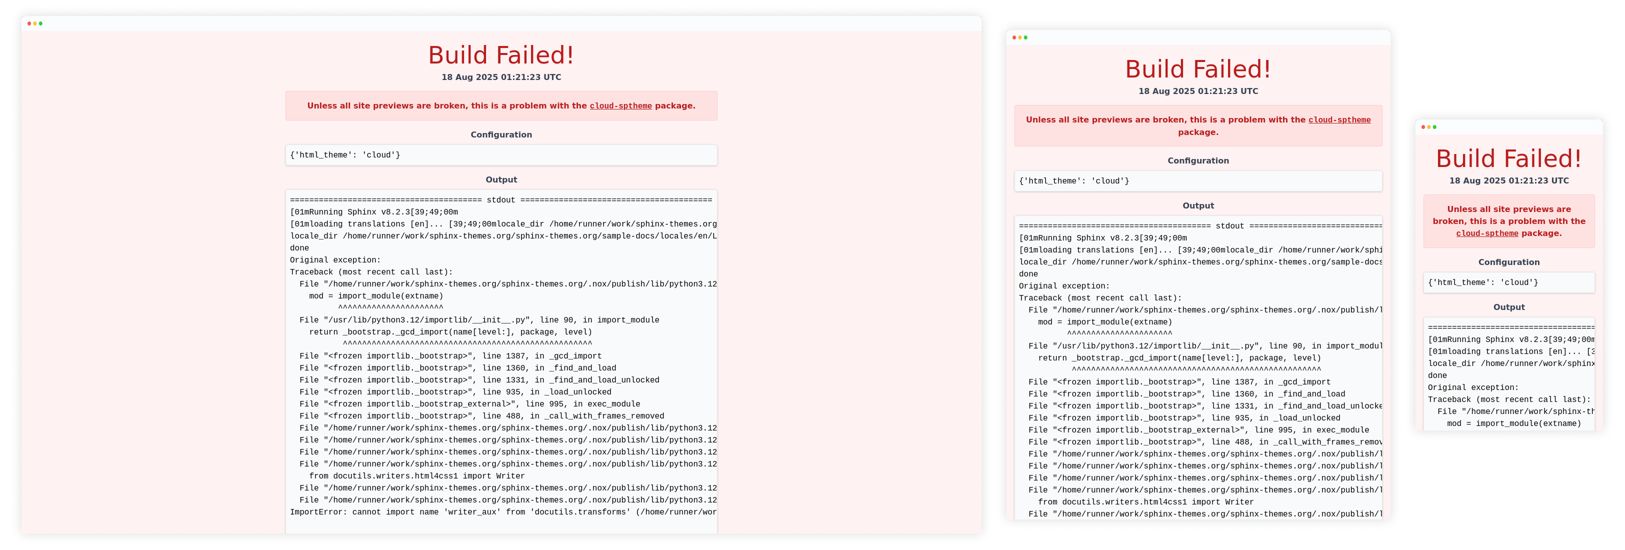 Build Failed!
18 Aug 2025 01:21:23 UTC
Unless all site previews are broken, this is a problem with the cloud-sptheme package.
Configuration
{'html_theme': 'cloud'}
Output
======================================== stdout ========================================
[01mRunning Sphinx v8.2.3[39;49;00m
[01mloading translations [en]... [39;49;00mlocale_dir /home/runner/work/sphinx-themes.org
locale_dir /home/runner/work/sphinx-themes.org/sphinx-themes.org/sample-docs/locales/en/L
done
Original exception:
Traceback (most recent call last):
  File "/home/runner/work/sphinx-themes.org/sphinx-themes.org/.nox/publish/lib/python3.12
    mod = import_module(extname)
          ^^^^^^^^^^^^^^^^^^^^^^
  File "/usr/lib/python3.12/importlib/__init__.py", line 90, in import_module
    return _bootstrap._gcd_import(name[level:], package, level)
           ^^^^^^^^^^^^^^^^^^^^^^^^^^^^^^^^^^^^^^^^^^^^^^^^^^^^
  File "<frozen importlib._bootstrap>", line 1387, in _gcd_import
  File "<frozen importlib._bootstrap>", line 1360, in _find_and_load
  File "<frozen importlib._bootstrap>", line 1331, in _find_and_load_unlocked
  File "<frozen importlib._bootstrap>", line 935, in _load_unlocked
  File "<frozen importlib._bootstrap_external>", line 995, in exec_module
  File "<frozen importlib._bootstrap>", line 488, in _call_with_frames_removed
  File "/home/runner/work/sphinx-themes.org/sphinx-themes.org/.nox/publish/lib/python3.12
  File "/home/runner/work/sphinx-themes.org/sphinx-themes.org/.nox/publish/lib/python3.12
  File "/home/runner/work/sphinx-themes.org/sphinx-themes.org/.nox/publish/lib/python3.12
  File "/home/runner/work/sphinx-themes.org/sphinx-themes.org/.nox/publish/lib/python3.12
    from docutils.writers.html4css1 import Writer
  File "/home/runner/work/sphinx-themes.org/sphinx-themes.org/.nox/publish/lib/python3.12
  File "/home/runner/work/sphinx-themes.org/sphinx-themes.org/.nox/publish/lib/python3.12
ImportError: cannot import name 'writer_aux' from 'docutils.transforms' (/home/runner/wor
Build Failed!
18 Aug 2025 01:21:23 UTC
Unless all site previews are broken, this is a problem with the cloud-sptheme
package.
Configuration
{'html_theme': 'cloud'}
Output
======================================== stdout ===================================
[01mRunning Sphinx v8.2.3[39;49;00m
[01mloading translations [en]... [39;49;00mlocale_dir /home/runner/work/sphi
locale_dir /home/runner/work/sphinx-themes.org/sphinx-themes.org/sample-docs
done
Original exception:
Traceback (most recent call last):
  File "/home/runner/work/sphinx-themes.org/sphinx-themes.org/.nox/publish/l
    mod = import_module(extname)
          ^^^^^^^^^^^^^^^^^^^^^^
  File "/usr/lib/python3.12/importlib/__init__.py", line 90, in import_modul
    return _bootstrap._gcd_import(name[level:], package, level)
           ^^^^^^^^^^^^^^^^^^^^^^^^^^^^^^^^^^^^^^^^^^^^^^^^^^^^
  File "<frozen importlib._bootstrap>", line 1387, in _gcd_import
  File "<frozen importlib._bootstrap>", line 1360, in _find_and_load
  File "<frozen importlib._bootstrap>", line 1331, in _find_and_load_unlocke
  File "<frozen importlib._bootstrap>", line 935, in _load_unlocked
  File "<frozen importlib._bootstrap_external>", line 995, in exec_module
  File "<frozen importlib._bootstrap>", line 488, in _call_with_frames_remov
  File "/home/runner/work/sphinx-themes.org/sphinx-themes.org/.nox/publish/l
  File "/home/runner/work/sphinx-themes.org/sphinx-themes.org/.nox/publish/l
  File "/home/runner/work/sphinx-themes.org/sphinx-themes.org/.nox/publish/l
  File "/home/runner/work/sphinx-themes.org/sphinx-themes.org/.nox/publish/l
    from docutils.writers.html4css1 import Writer
  File "/home/runner/work/sphinx-themes.org/sphinx-themes.org/.nox/publish/l
Build Failed!
18 Aug 2025 01:21:23 UTC
Unless all site previews are
broken, this is a problem with the
cloud-sptheme package.
Configuration
{'html_theme': 'cloud'}
Output
===================================
[01mRunning Sphinx v8.2.3[39;49;00m
[01mloading translations [en]... [3
locale_dir /home/runner/work/sphinx
done
Original exception:
Traceback (most recent call last):
  File "/home/runner/work/sphinx-th
    mod = import_module(extname)